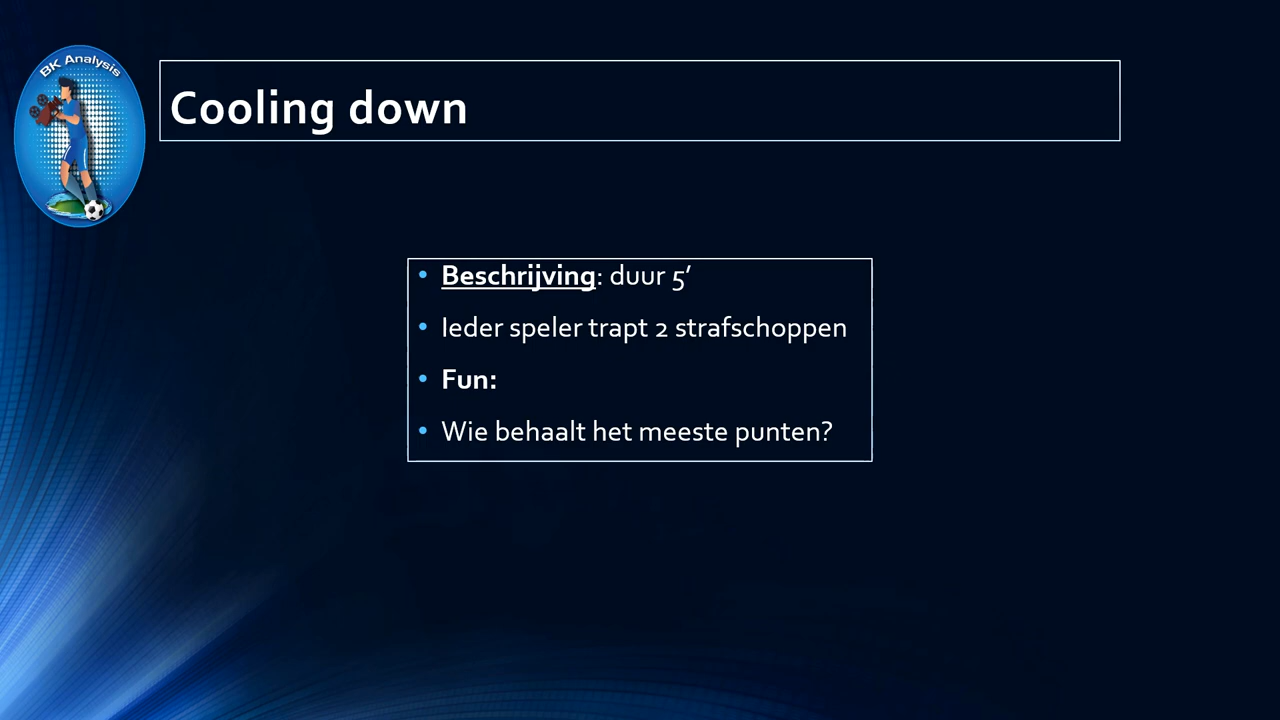 BK Analysis
Cooling down
• Beschrijving: duur 5’
• Ieder speler trapt 2 strafschoppen
• Fun:
• Wie behaalt het meeste punten?